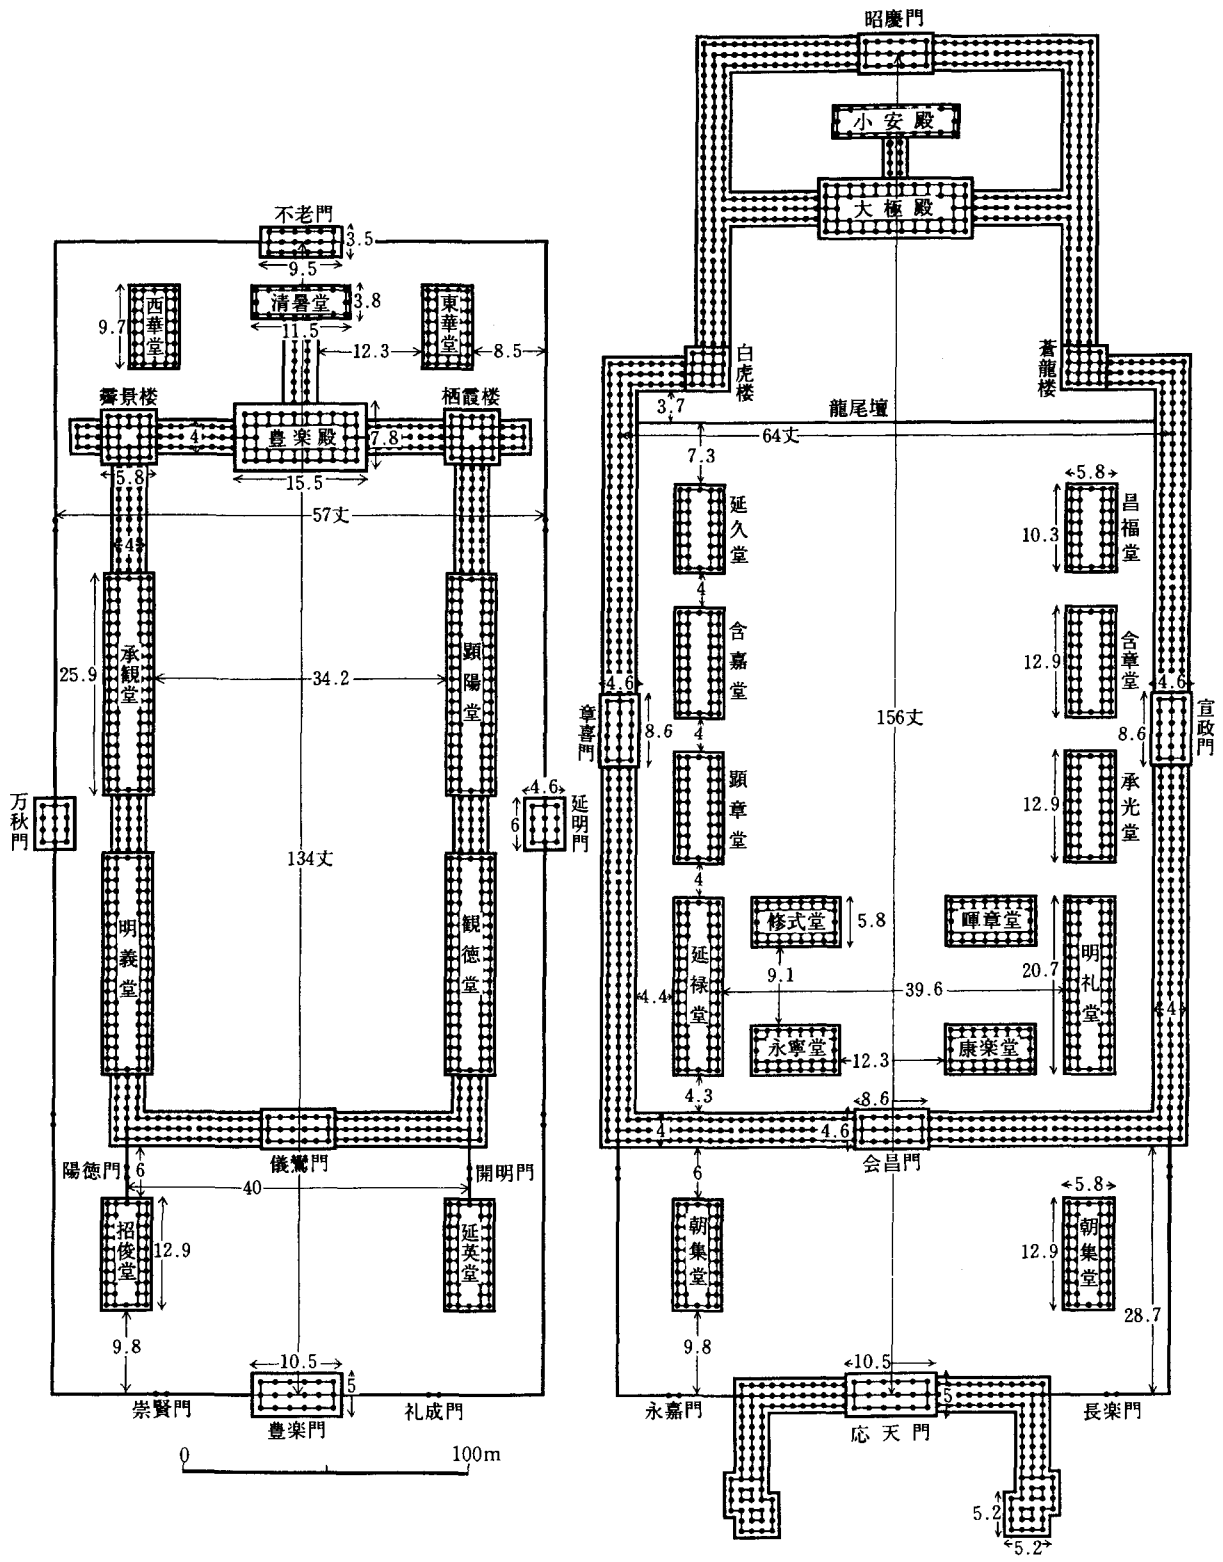 不老門
3.5
9.5
西華堂
9.7
清暑堂
3.8
11.5
東華堂
12.3
8.5
霽景楼
栖霞楼
4
豊楽殿
7.8
5.8
15.5
57丈
4
承観堂
25.9
34.2
顕陽堂
万秋門
4.6
6
延明門
134丈
明義堂
観徳堂
儀鸞門
陽徳門
6
開明門
40
招俊堂
12.9
延英堂
9.8
10.5
5
崇賢門
豊楽門
礼成門
0
100m
昭慶門
小安殿
大極殿
白虎楼
蒼龍楼
3.7
龍尾壇
64丈
7.3
延久堂
5.8
10.3
昌福堂
4
含嘉堂
12.9
含章堂
4.6
章喜門
8.6
4
156丈
4.6
8.6
宣政門
顕章堂
12.9
承光堂
4
修式堂
5.8
暉章堂
延禄堂
9.1
20.7
明礼堂
4.4
39.6
4
永寧堂
12.3
康楽堂
4.3
8.6
4
4.6
会昌門
6
5.8
朝集堂
12.9
朝集堂
28.7
9.8
10.5
5
永嘉門
応天門
長楽門
5.2
5.2